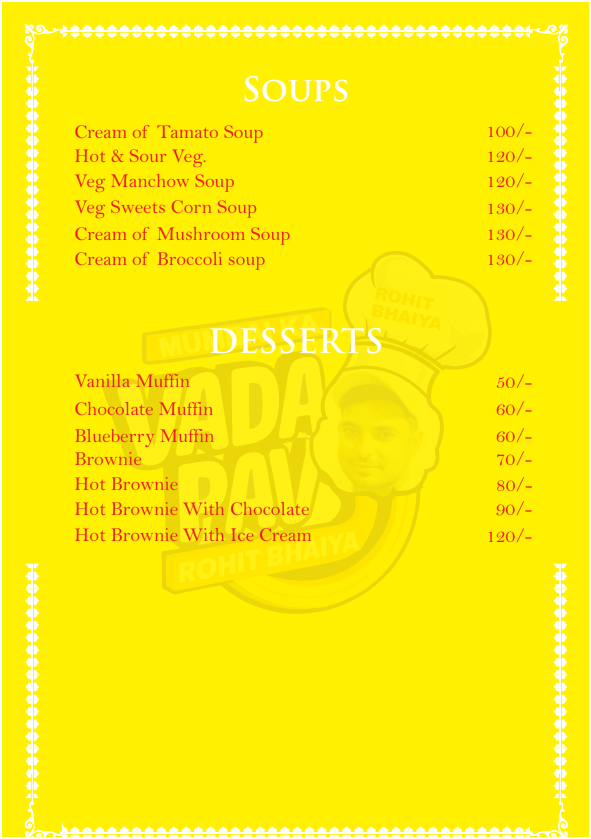 SOUPS
Cream of Tamato Soup 100/-
Hot & Sour Veg. 120/-
Veg Manchow Soup 120/-
Veg Sweets Corn Soup 130/-
Cream of Mushroom Soup 130/-
Cream of Broccoli soup 130/-
ROHIT
BHAIYA
DESSERTS
Vanilla Muffin 50/-
Chocolate Muffin 60/-
Blueberry Muffin 60/-
Brownie 70/-
Hot Brownie 80/-
Hot Brownie With Chocolate 90/-
Hot Brownie With Ice Cream 120/-
VADA
PAV
ROHIT BHAIYA